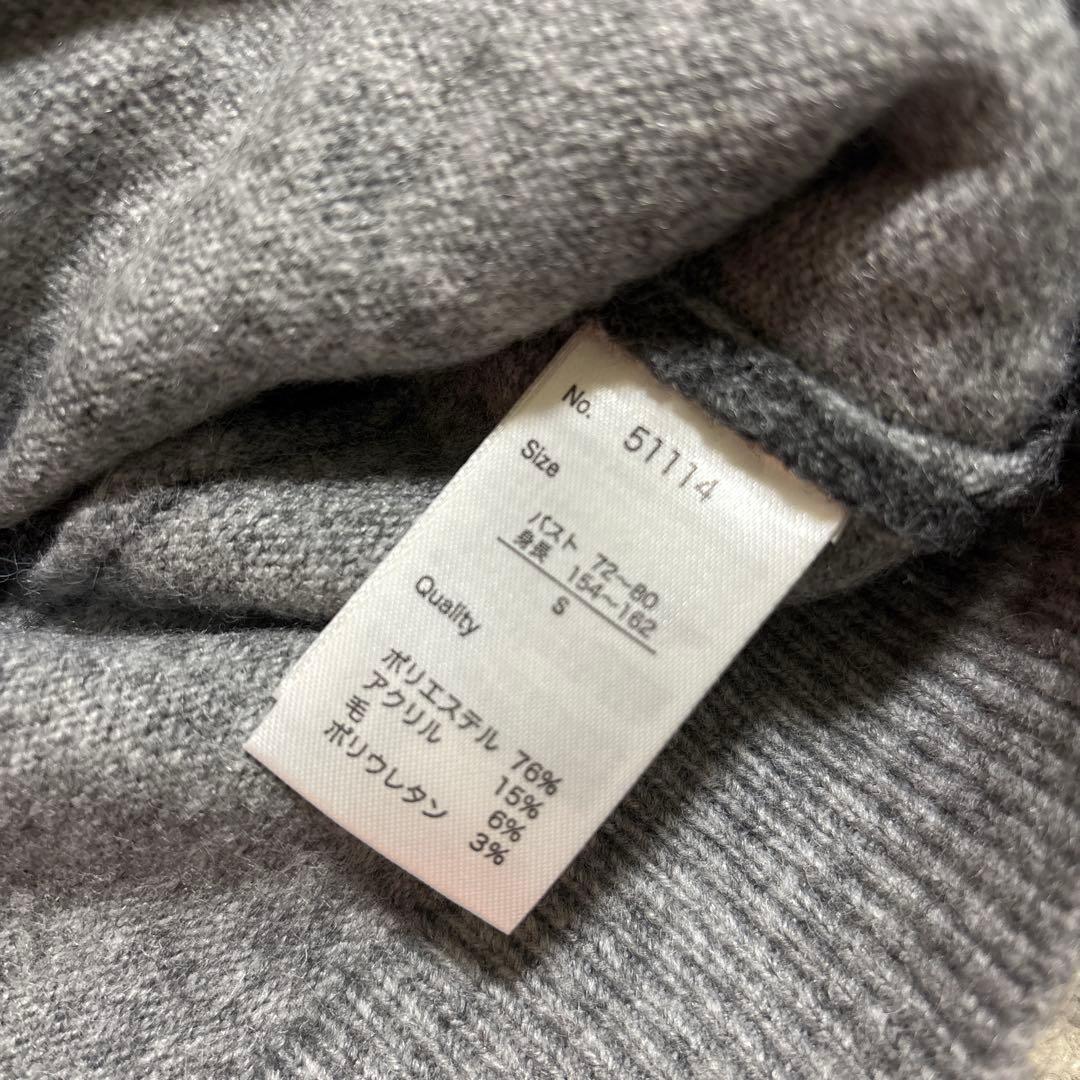 No. 51114
Size
バスト 72~80
身長 154~162
S
Quality
ポリエステル 76%
アクリル 15%
毛 6%
ポリウレタン 3%